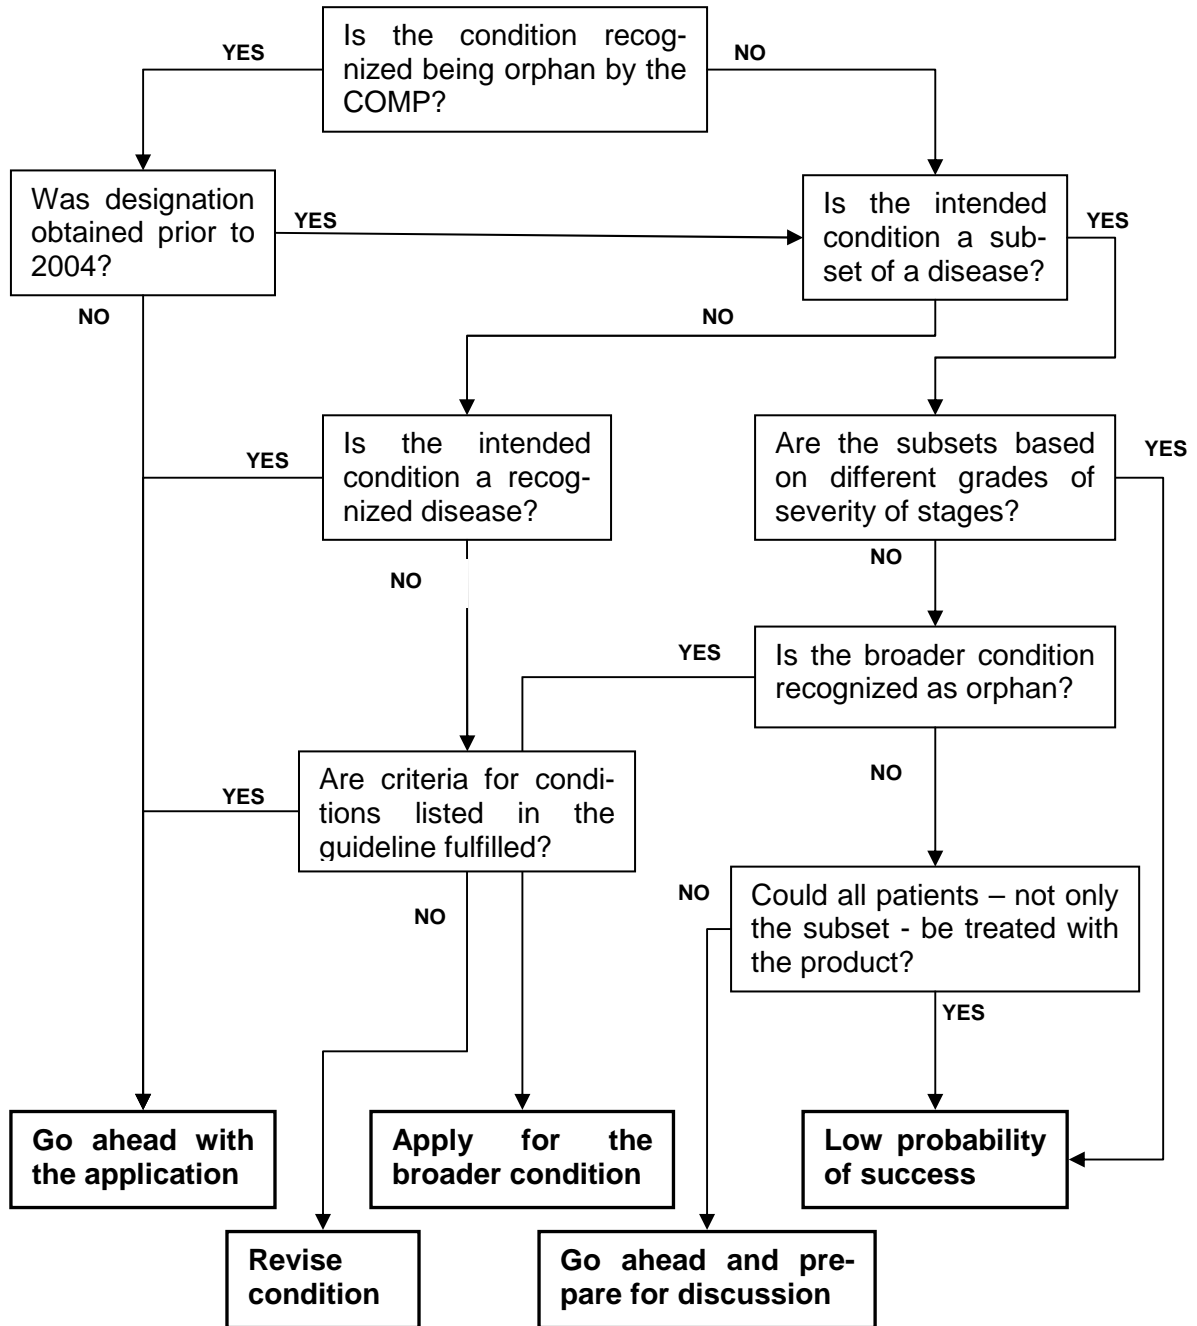 Is the condition recog-
nized being orphan by the
COMP?
YES
NO
Was designation
obtained prior to
2004?
YES
NO
Is the intended
condition a sub-
set of a disease?
YES
NO
Is the intended
condition a recog-
nized disease?
YES
NO
Are the subsets based
on different grades of
severity of stages?
YES
NO
Is the broader condition
recognized as orphan?
YES
NO
Are criteria for condi-
tions listed in the
guideline fulfilled?
YES
NO
Could all patients – not only
the subset - be treated with
the product?
NO
YES
Go ahead with
the application
Apply for the
broader condition
Low probability
of success
Revise
condition
Go ahead and pre-
pare for discussion